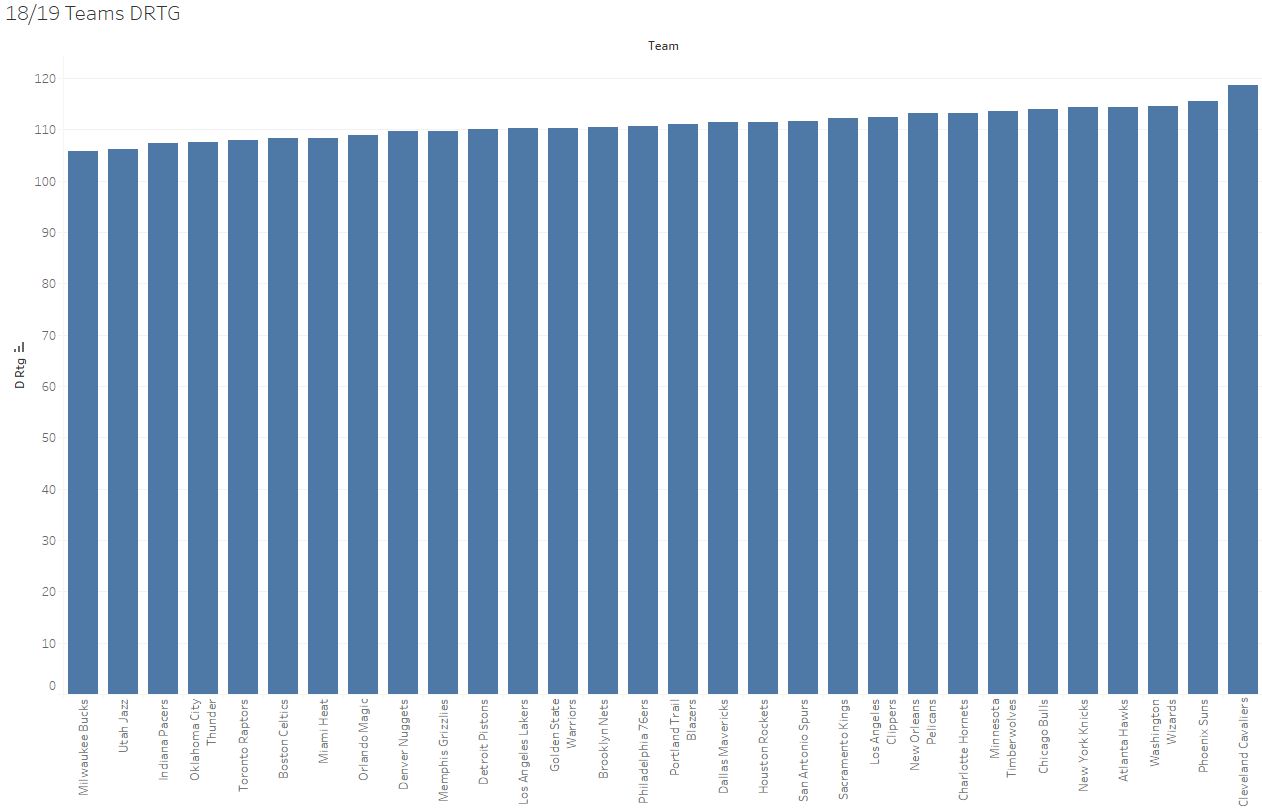 18/19 Teams DRTG
Team
120
110
100
90
80
70
60
50
40
30
20
10
0
D Rtg
Milwaukee Bucks
Utah Jazz
Indiana Pacers
Oklahoma City
Thunder
Toronto Raptors
Boston Celtics
Miami Heat
Orlando Magic
Denver Nuggets
Memphis Grizzlies
Detroit Pistons
Los Angeles Lakers
Golden State
Warriors
Brooklyn Nets
Philadelphia 76ers
Portland Trail
Blazers
Dallas Mavericks
Houston Rockets
San Antonio Spurs
Sacramento Kings
Los Angeles
Clippers
New Orleans
Pelicans
Charlotte Hornets
Minnesota
Timberwolves
Chicago Bulls
New York Knicks
Atlanta Hawks
Washington
Wizards
Phoenix Suns
Cleveland Cavaliers